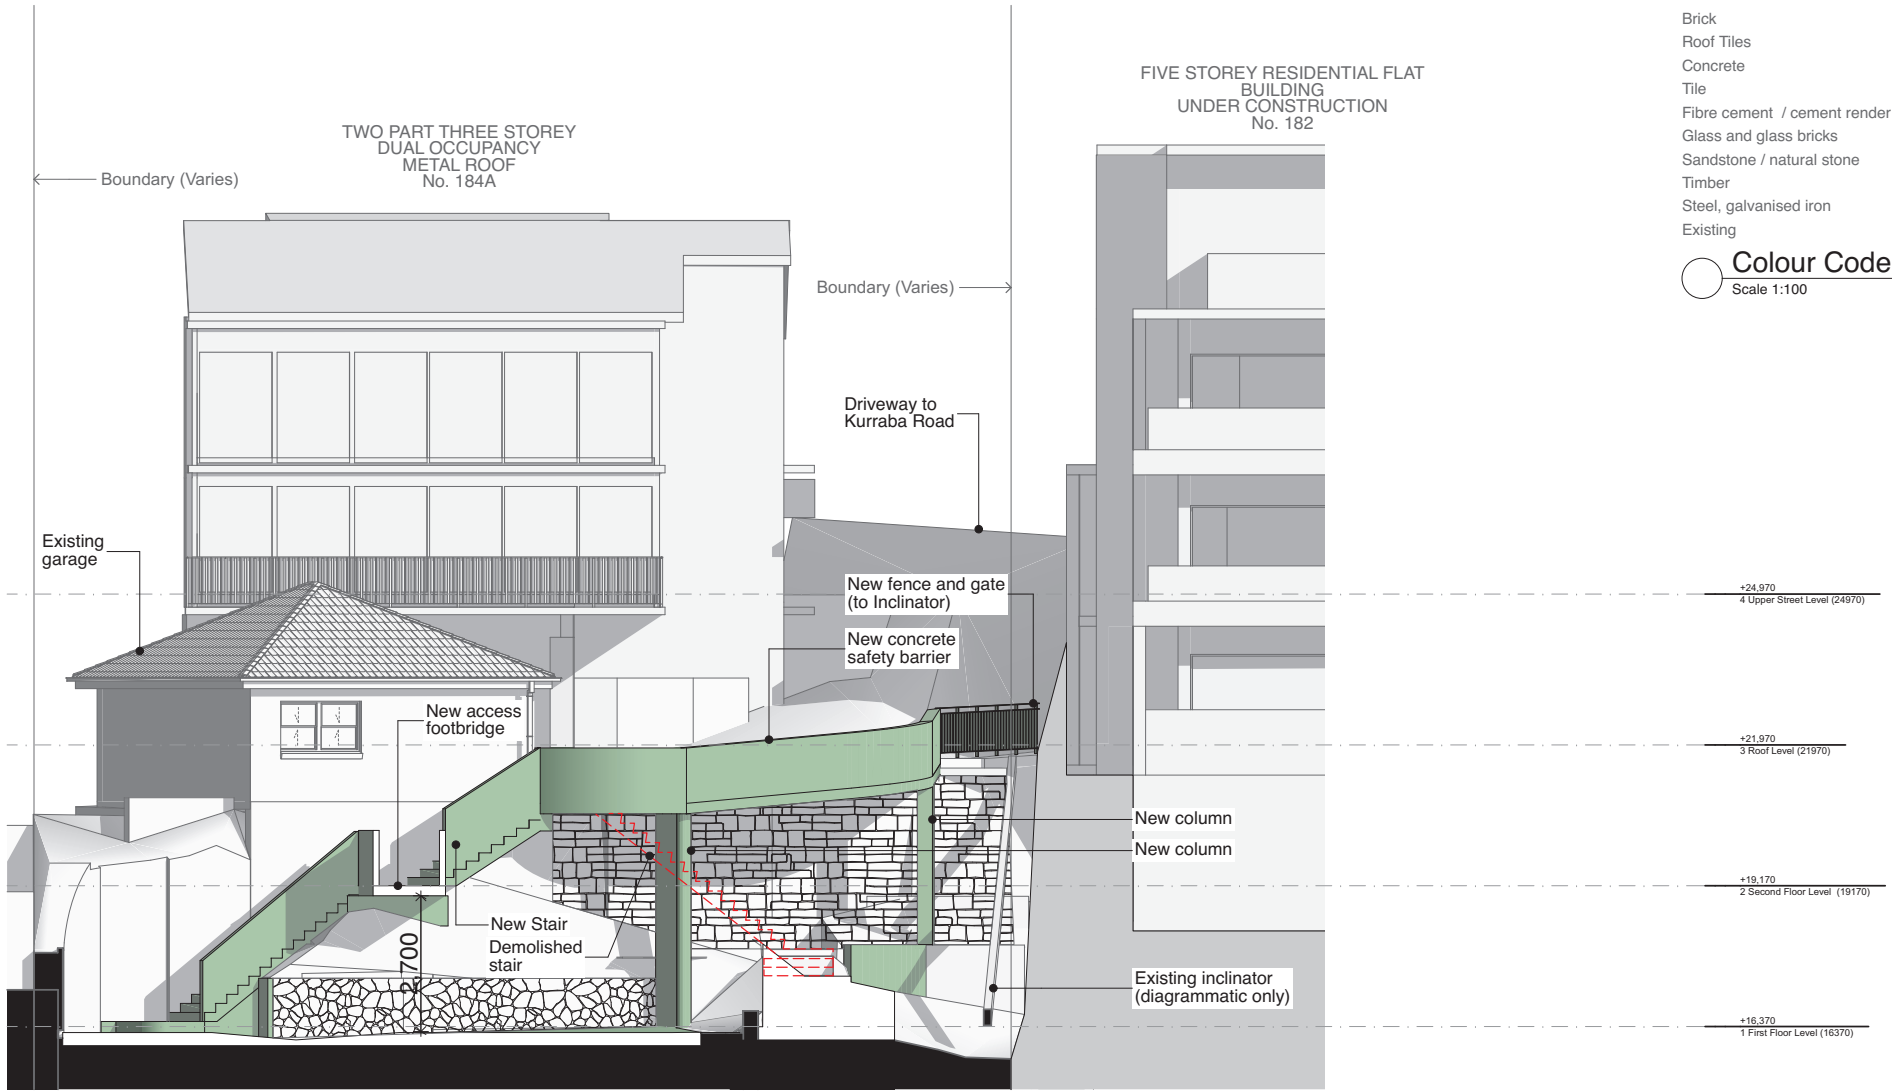 Brick
Roof Tiles
Concrete
Tile
Fibre cement / cement render
Glass and glass bricks
Sandstone / natural stone
Timber
Steel, galvanised iron
Existing
Colour Code
Scale 1:100
FIVE STOREY RESIDENTIAL FLAT
BUILDING
UNDER CONSTRUCTION
No. 182
TWO PART THREE STOREY
DUAL OCCUPANCY
METAL ROOF
No. 184A
Boundary (Varies)
Boundary (Varies)
Driveway to
Kurraba Road
Existing
garage
New fence and gate
(to Inclinator)
New concrete
safety barrier
New access
footbridge
New column
New column
New Stair
Demolished
stair
2,700
Existing inclinator
(diagrammatic only)
+24,970
4 Upper Street Level (24970)
+21,970
3 Roof Level (21970)
+19,170
2 Second Floor Level (19170)
+16,370
1 First Floor Level (16370)